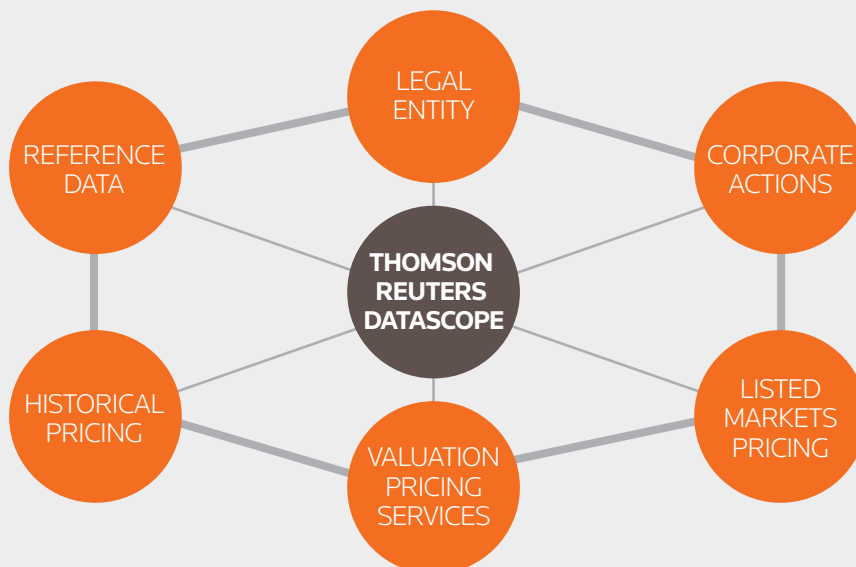 LEGAL
ENTITY
REFERENCE
DATA
CORPORATE
ACTIONS
THOMSON
REUTERS
DATASCOPE
HISTORICAL
PRICING
LISTED
MARKETS
PRICING
VALUATION
PRICING
SERVICES